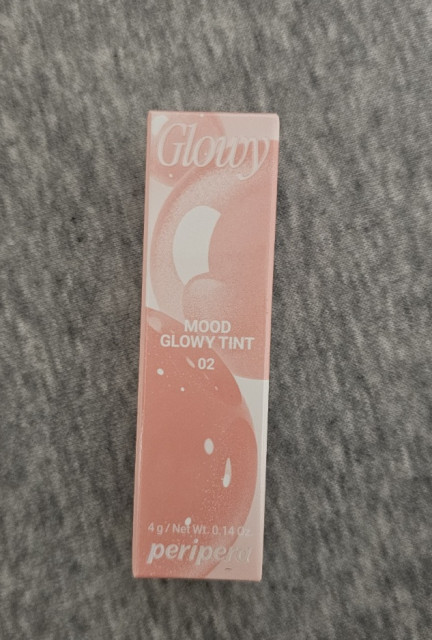 Glowy
MOOD
GLOWY TINT
02
4 g / Net Wt. 0.14 Oz.
peripera